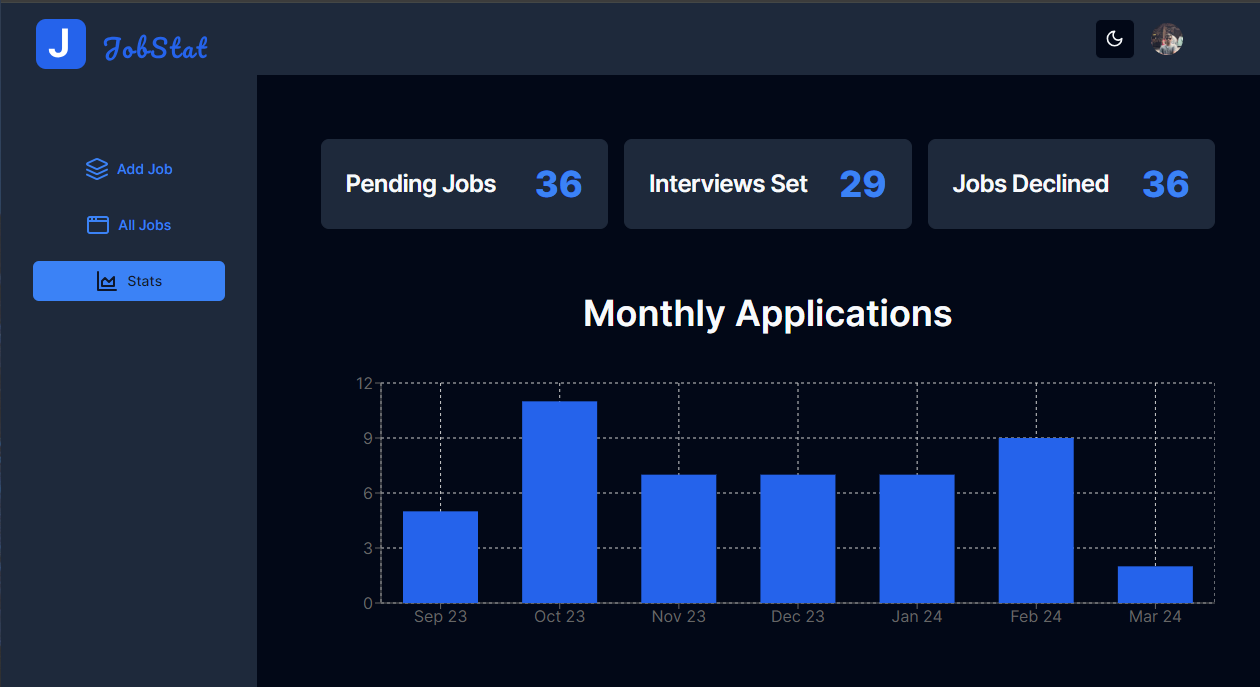 J JobStat
Add Job
All Jobs
Stats
Pending Jobs 36
Interviews Set 29
Jobs Declined 36
Monthly Applications
12
9
6
3
0
Sep 23 Oct 23 Nov 23 Dec 23 Jan 24 Feb 24 Mar 24